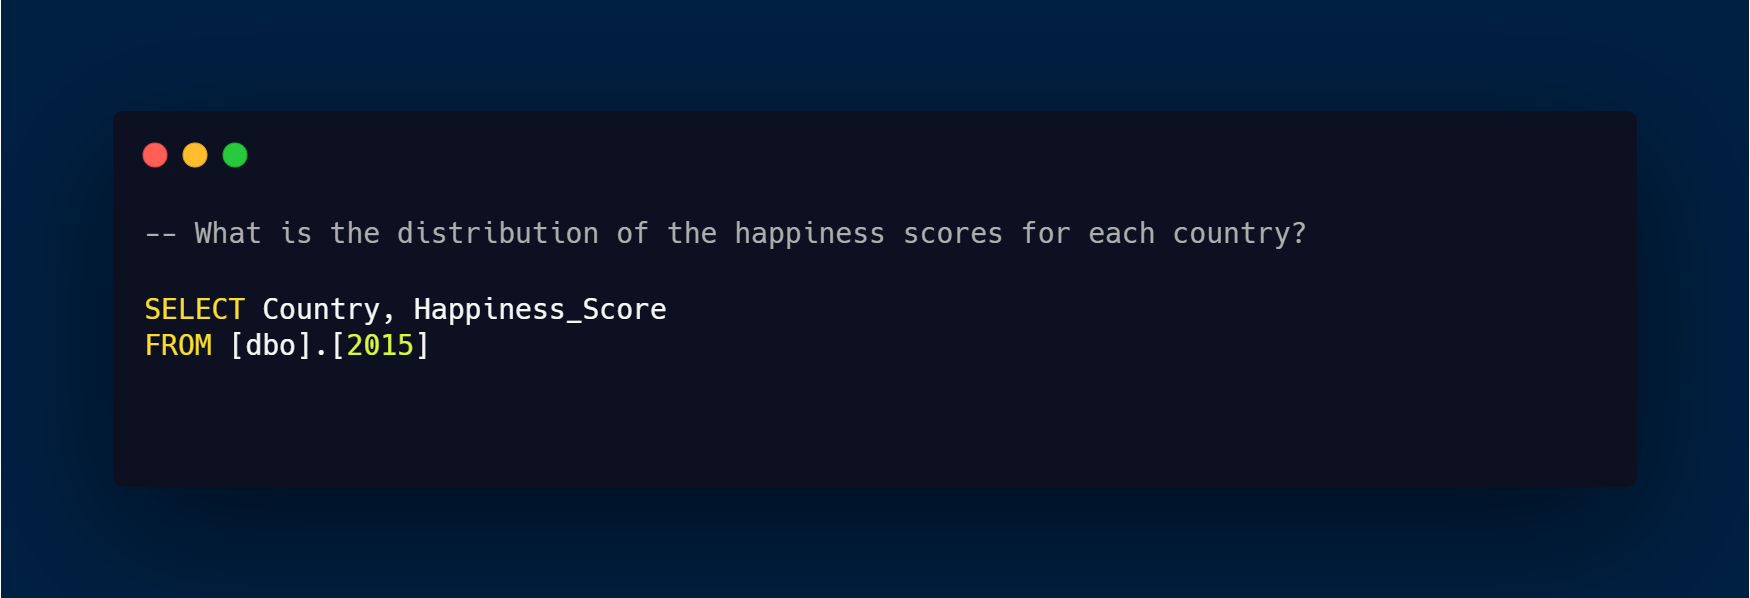 -- What is the distribution of the happiness scores for each country?
SELECT Country, Happiness_Score
FROM [dbo].[2015]